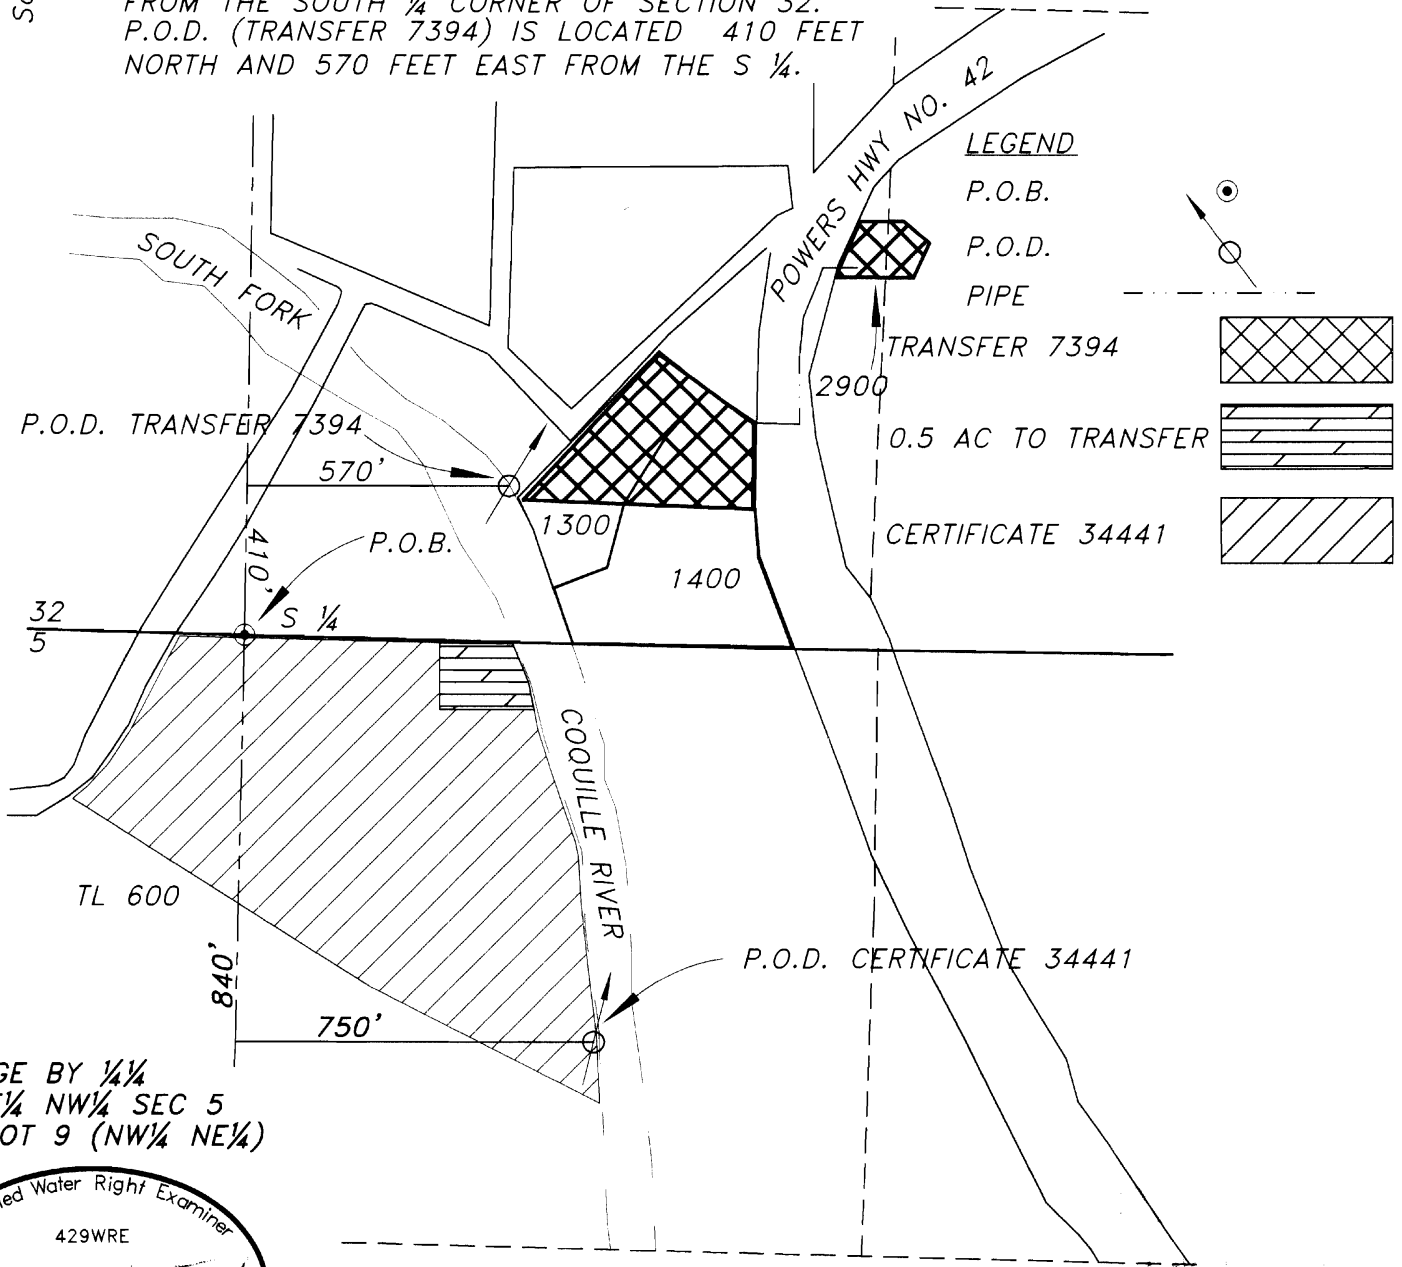 FROM THE SOUTH ¼ CORNER OF SECTION 32.
P.O.D. (TRANSFER 7394) IS LOCATED 410 FEET
NORTH AND 570 FEET EAST FROM THE S ¼.
POWERS HWY NO. 42
LEGEND
P.O.B.
P.O.D.
PIPE
TRANSFER 7394
0.5 AC TO TRANSFER
CERTIFICATE 34441
SOUTH FORK
2900
P.O.D. TRANSFER 7394
570'
410'
P.O.B.
1300
1400
32
5
S ¼
COQUILLE RIVER
TL 600
840'
750'
P.O.D. CERTIFICATE 34441
BY ¼¼
NW¼ SEC 5
9 (NW¼ NE¼)
Water Right Examiner
429WRE